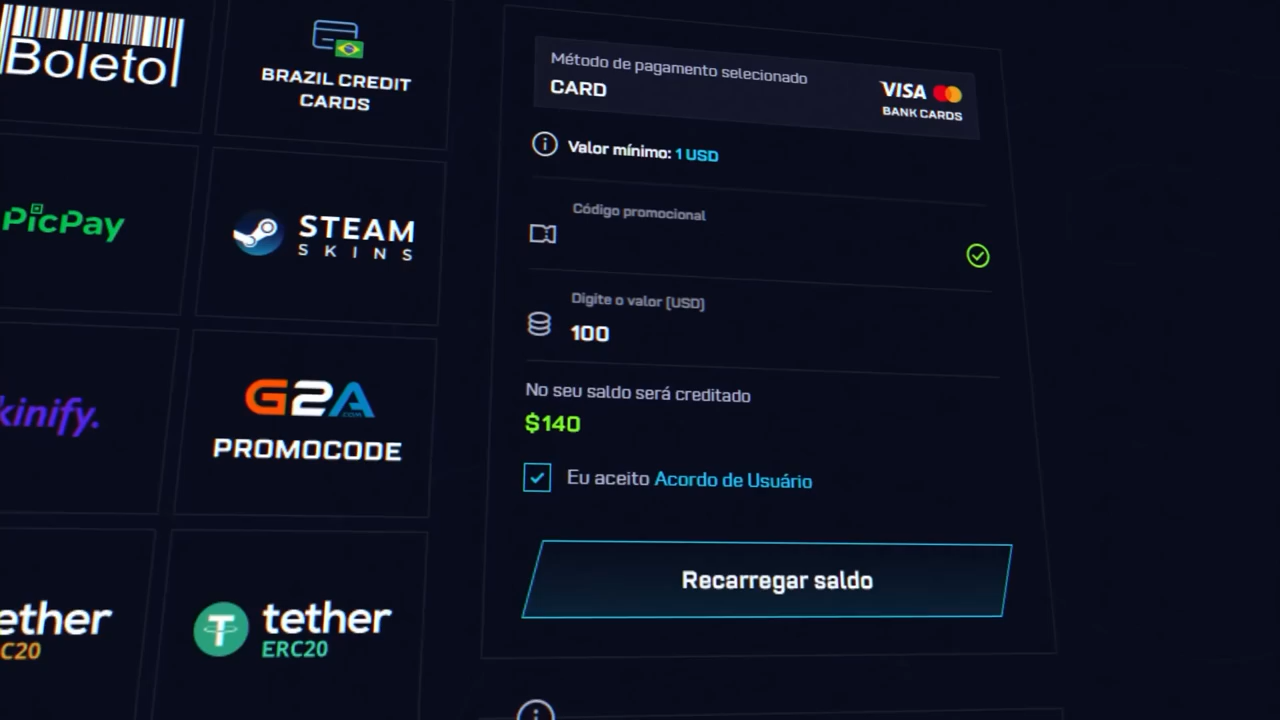 Boleto
BRAZIL CREDIT
CARDS
PicPay
STEAM
SKINS
kinify.
G2A
.COM
PROMOCODE
ether
C20
tether
ERC20
Método de pagamento selecionado
CARD
VISA
BANK CARDS
Valor mínimo: 1 USD
Código promocional
Digite o valor (USD)
100
No seu saldo será creditado
$140
Eu aceito Acordo de Usuário
Recarregar saldo